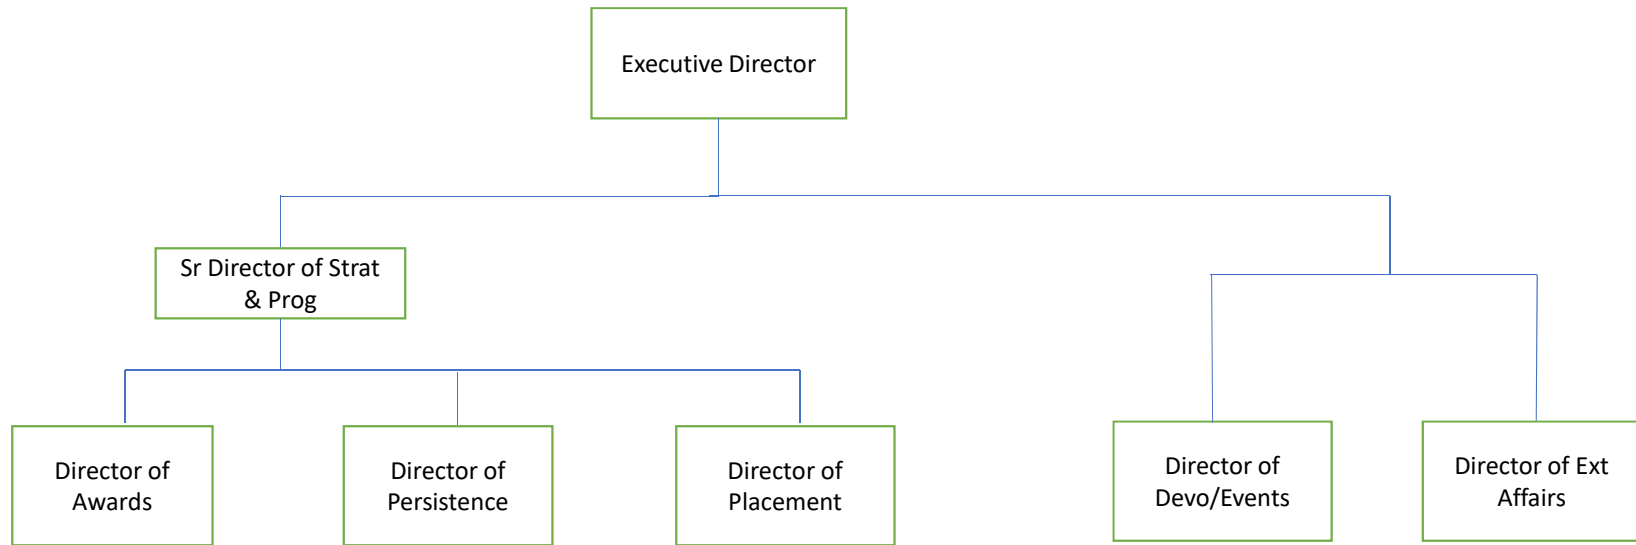 Executive Director
Sr Director of Strat
& Prog
Director of
Awards
Director of
Persistence
Director of
Placement
Director of
Devo/Events
Director of Ext
Affairs